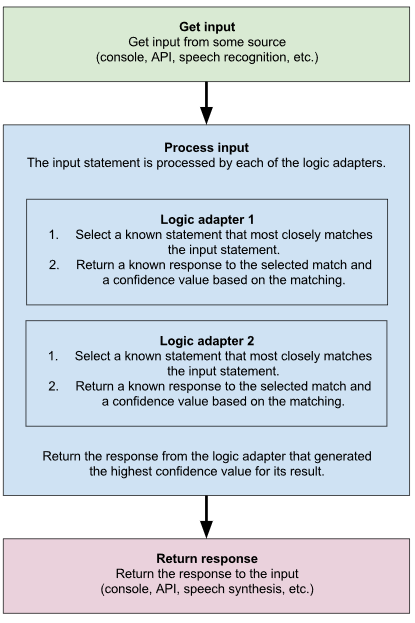 Get input
Get input from some source
(console, API, speech recognition, etc.)
Process input
The input statement is processed by each of the logic adapters.
Logic adapter 1
1. Select a known statement that most closely matches
the input statement.
2. Return a known response to the selected match and
a confidence value based on the matching.
Logic adapter 2
1. Select a known statement that most closely matches
the input statement.
2. Return a known response to the selected match and
a confidence value based on the matching.
Return the response from the logic adapter that generated
the highest confidence value for its result.
Return response
Return the response to the input
(console, API, speech synthesis, etc.)